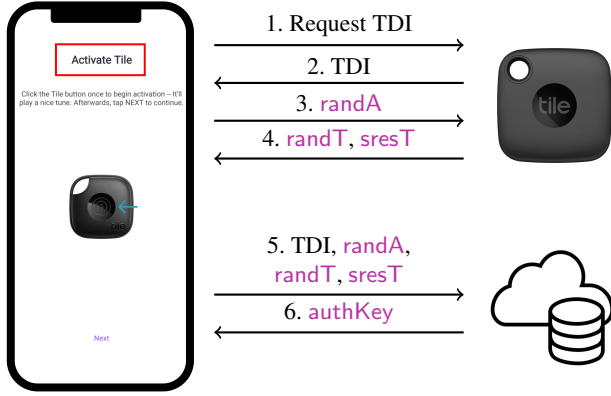 Activate Tile
Click the Tile button once to begin activation – It'll
play a nice tune. Afterwards, tap NEXT to continue.
tile
Next
1. Request TDI
2. TDI
3. randA
4. randT, sresT
tile
5. TDI, randA,
randT, sresT
6. authKey